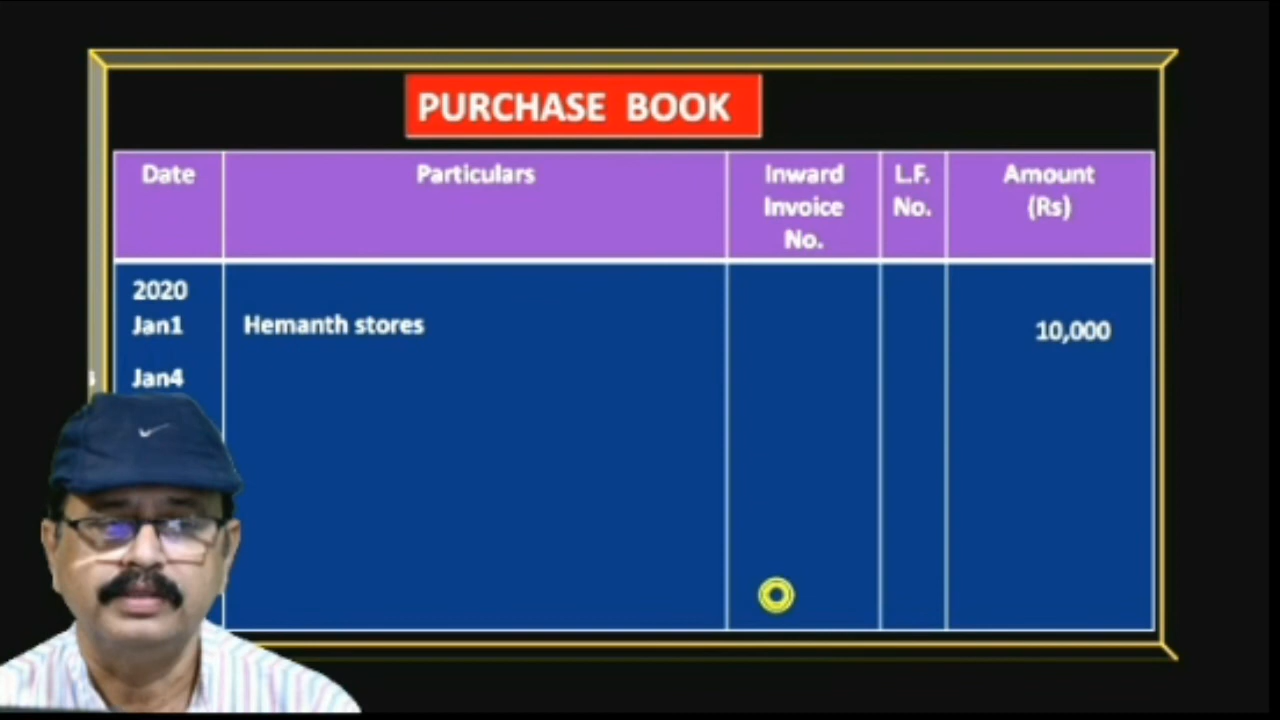 PURCHASE BOOK
Date Particulars Inward Invoice No. L.F. No. Amount (Rs)
2020
Jan1 Hemanth stores 10,000
Jan4